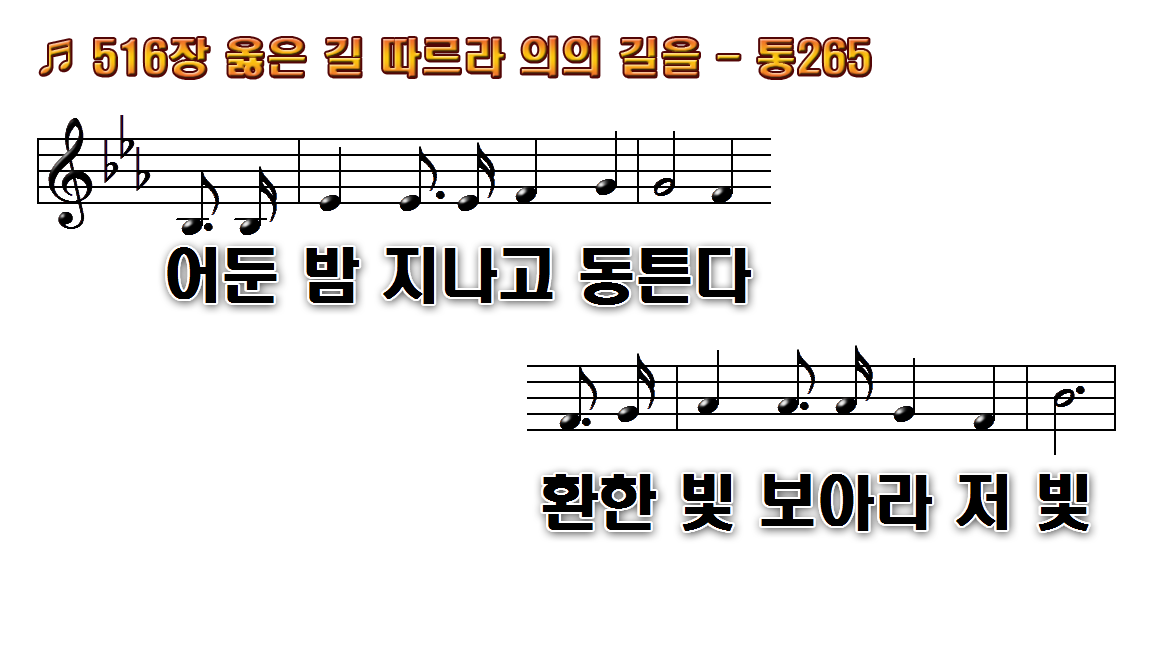 ♬ 516장 옳은 길 따르라 의의 길을 - 통265
어둔 밤 지나고 동튼다
환한 빛 보아라 저 빛